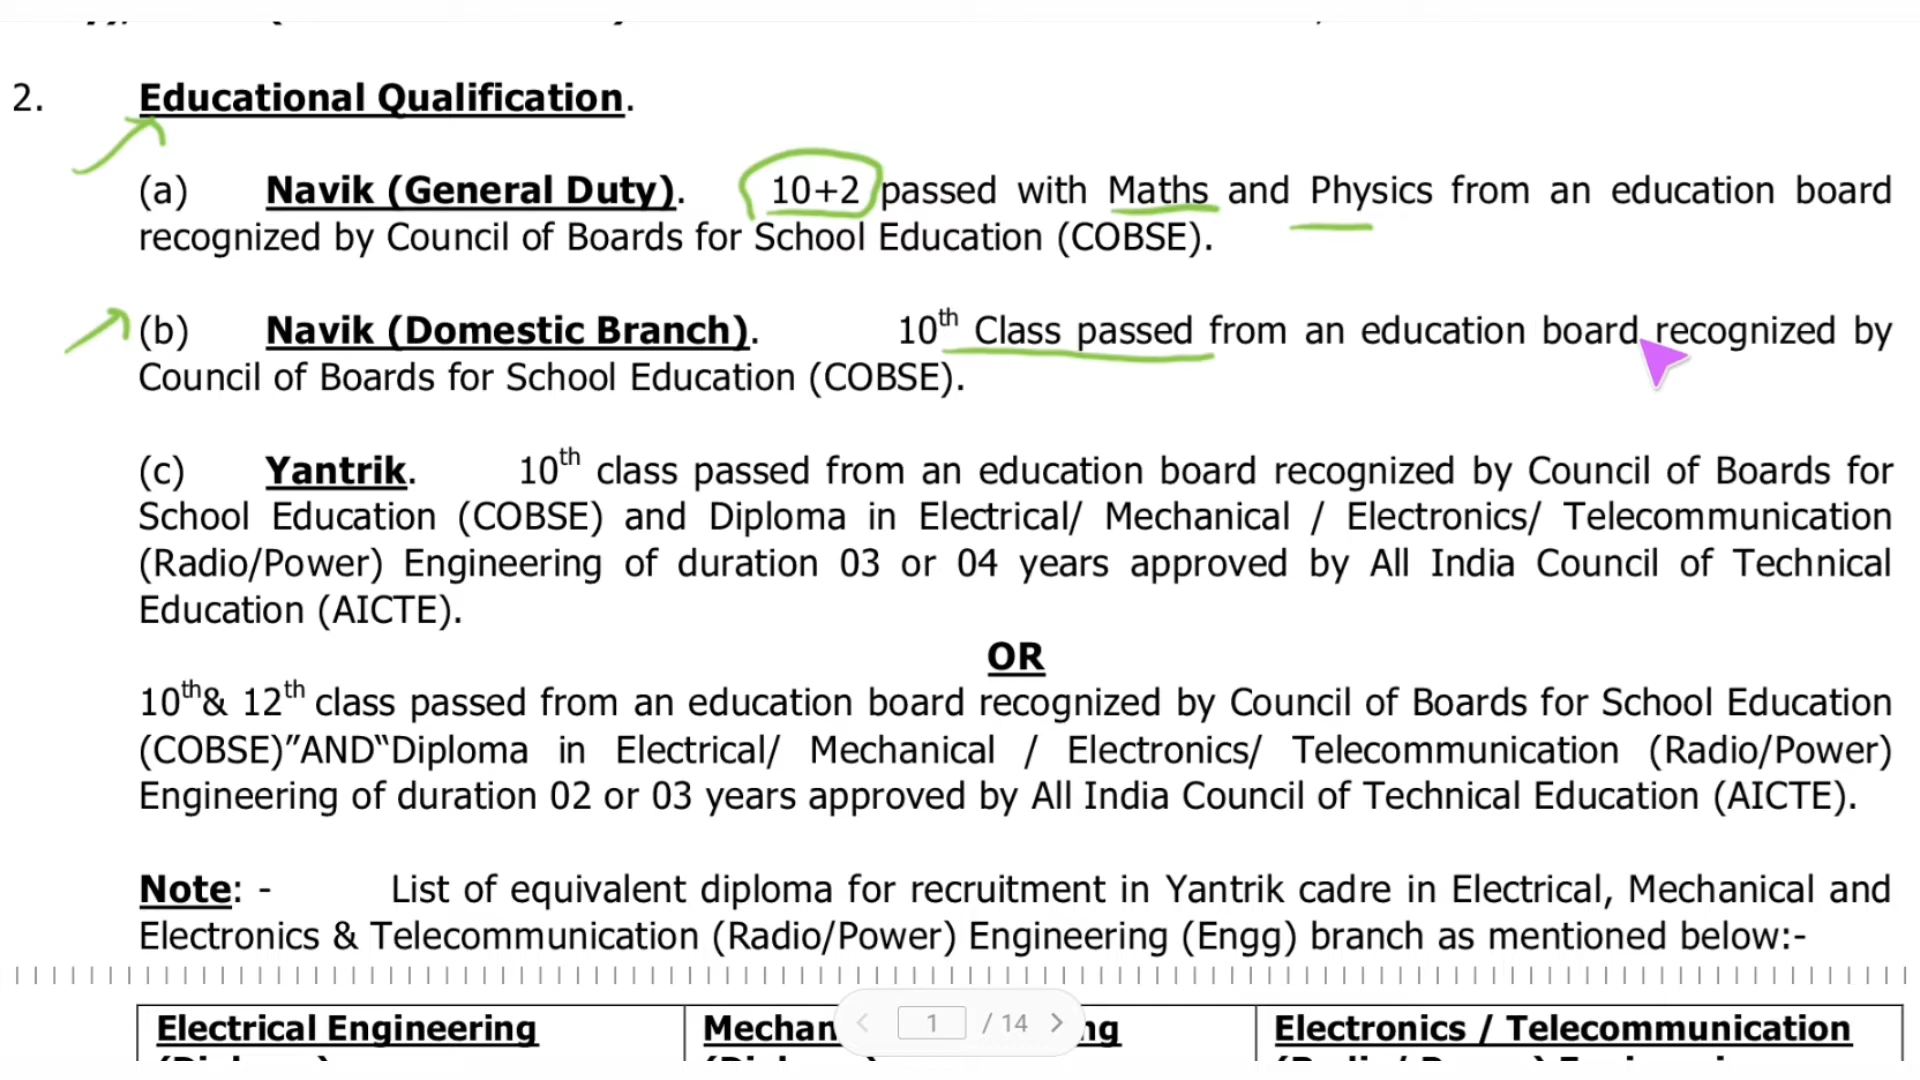 2. Educational Qualification.
(a) Navik (General Duty). 10+2 passed with Maths and Physics from an education board
recognized by Council of Boards for School Education (COBSE).
(b) Navik (Domestic Branch). 10th Class passed from an education board recognized by
Council of Boards for School Education (COBSE).
(c) Yantrik. 10th class passed from an education board recognized by Council of Boards for
School Education (COBSE) and Diploma in Electrical/ Mechanical / Electronics/ Telecommunication
(Radio/Power) Engineering of duration 03 or 04 years approved by All India Council of Technical
Education (AICTE).
OR
10th& 12th class passed from an education board recognized by Council of Boards for School Education
(COBSE)”AND“Diploma in Electrical/ Mechanical / Electronics/ Telecommunication (Radio/Power)
Engineering of duration 02 or 03 years approved by All India Council of Technical Education (AICTE).
Note: - List of equivalent diploma for recruitment in Yantrik cadre in Electrical, Mechanical and
Electronics & Telecommunication (Radio/Power) Engineering (Engg) branch as mentioned below:-
Electrical Engineering
Electronics / Telecommunication
1 / 14